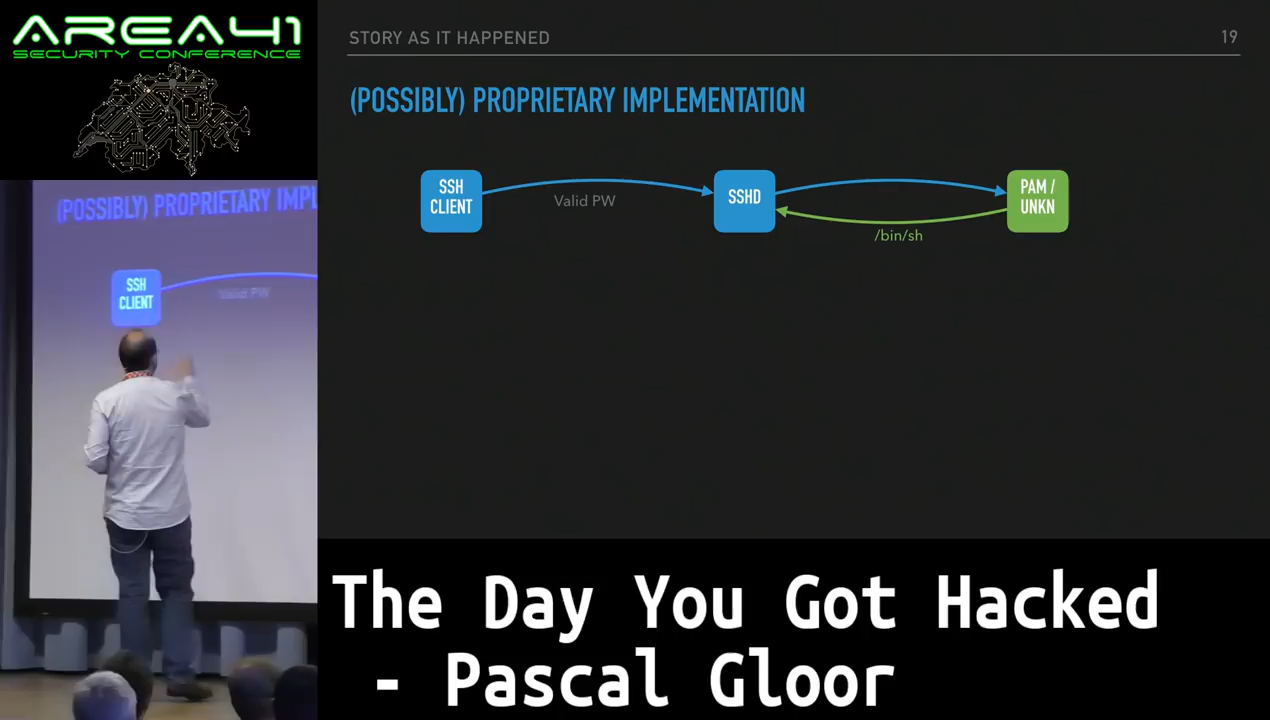 AREA41
SECURITY CONFERENCE
STORY AS IT HAPPENED
19
(POSSIBLY) PROPRIETARY IMPLEMENTATION
SSH
CLIENT
Valid PW
SSHD
PAM /
UNKN
/bin/sh
(POSSIBLY) PROPRIETARY IMPL
SSH
CLIENT
Valid PW
The Day You Got Hacked
- Pascal Gloor